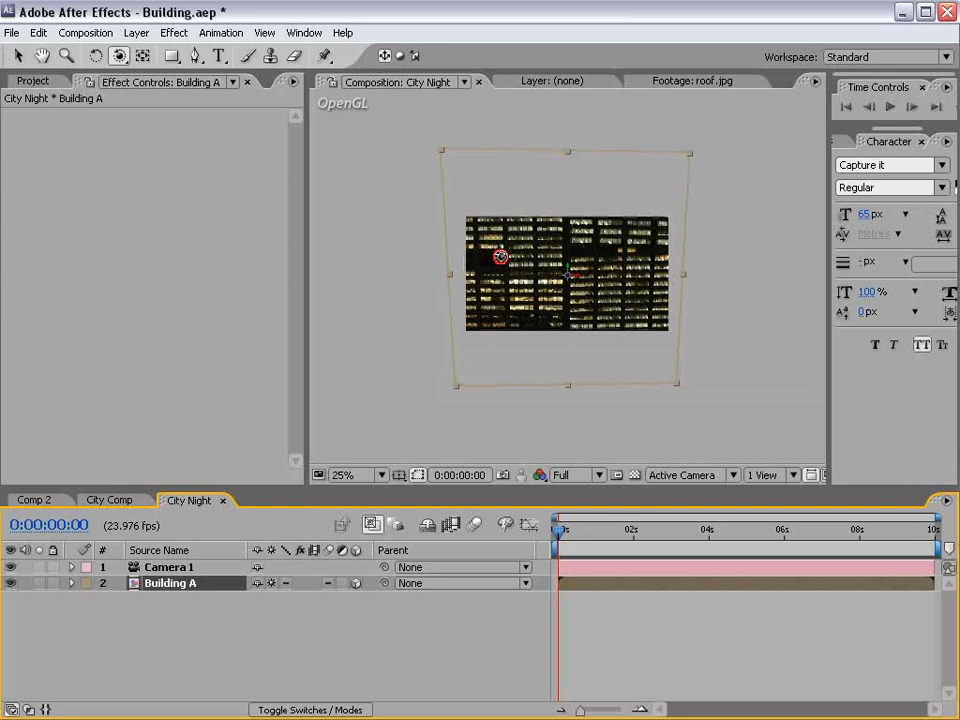 Adobe After Effects - Building.aep *
File Edit Composition Layer Effect Animation View Window Help
Workspace: Standard
Project Effect Controls: Building A
Composition: City Night Layer: (none) Footage: roof.jpg
Time Controls
City Night * Building A
OpenGL
Character
Capture it
Regular
65 px
Metrics
- px
100 %
0 px
T T TT Tr
25% 0:00:00:00 Full Active Camera 1 View
Comp 2 City Comp City Night
0:00:00:00 (23.976 fps)
# Source Name Parent
02s 04s 06s 08s 10s
1 Camera 1 None
2 Building A None
Toggle Switches / Modes